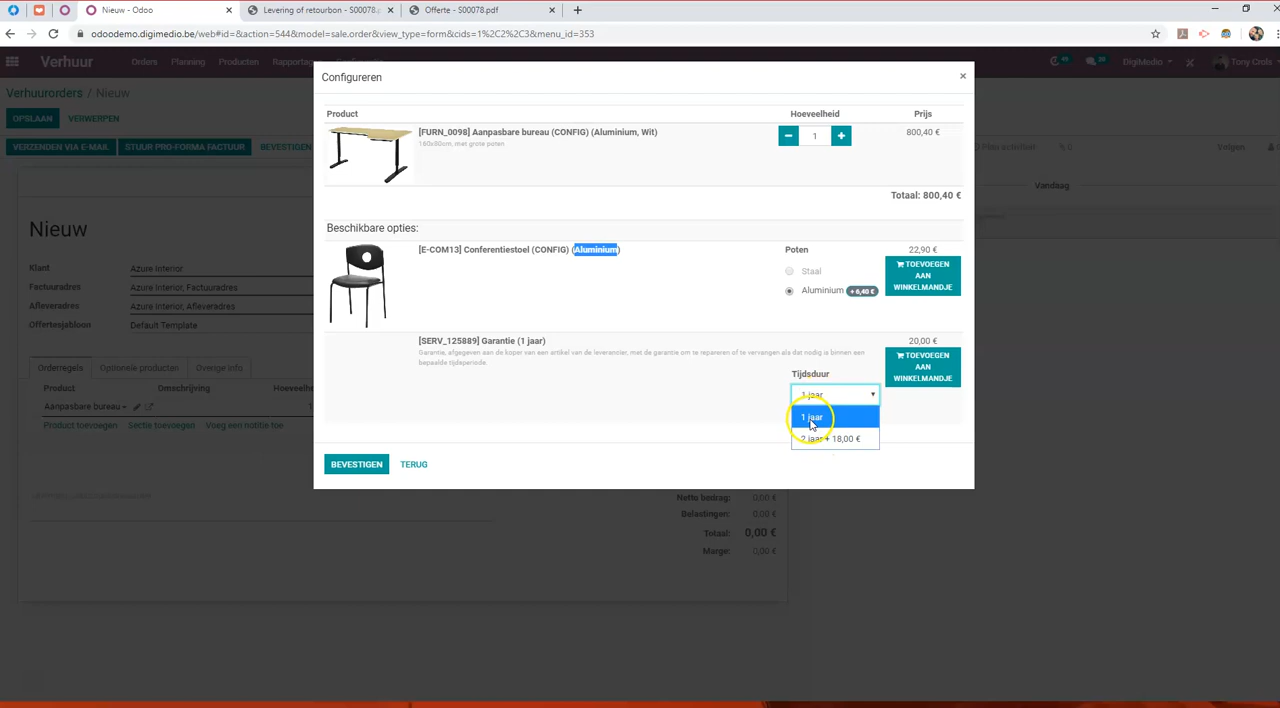 Nieuw - Odoo
Levering of retourbon - S00078.p
Offerte - S00078.pdf
odoodemo.digimedio.be/web#id=&action=544&model=sale.order&view_type=form&cids=1%2C2%2C3&menu_id=353
Verhuur
Orders
Planning
Producten
Rapportag
DigiMedio
Tony Crols
Verhuurorders / Nieuw
OPSLAAN
VERWERPEN
VERZENDEN VIA E-MAIL
STUUR PRO-FORMA FACTUUR
BEVESTIGEN
Volgen
Vandaag
Nieuw
Klant
Azure Interior
Factuuradres
Azure Interior, Factuuradres
Afleveradres
Azure Interior, Afleveradres
Offertesjabloon
Default Template
Orderregels
Optionele producten
Overige info
Product
Omschrijving
Hoeveelhe
Aanpasbare bureau
Product toevoegen
Sectie toevoegen
Voeg een notitie toe
Netto bedrag:
0,00 €
Belastingen:
0,00 €
Totaal:
0,00 €
Marge:
0,00 €
Configureren
×
Product
Hoeveelheid
Prijs
[FURN_0098] Aanpasbare bureau (CONFIG) (Aluminium, Wit)
160x80cm, met grote poten.
1
800,40 €
Totaal: 800,40 €
Beschikbare opties:
[E-COM13] Conferentiestoel (CONFIG) (Aluminium)
Poten
Staal
Aluminium + 6,40 €
22,90 €
TOEVOEGEN
AAN
WINKELMANDJE
[SERV_125889] Garantie (1 jaar)
Garantie, afgegeven aan de koper van een artikel van de leverancier, met de garantie om te repareren of te vervangen als dat nodig is binnen een
bepaalde tijdsperiode.
20,00 €
TOEVOEGEN
AAN
WINKELMANDJE
Tijdsduur
1 jaar
1 jaar
2 jaar + 18,00 €
BEVESTIGEN
TERUG